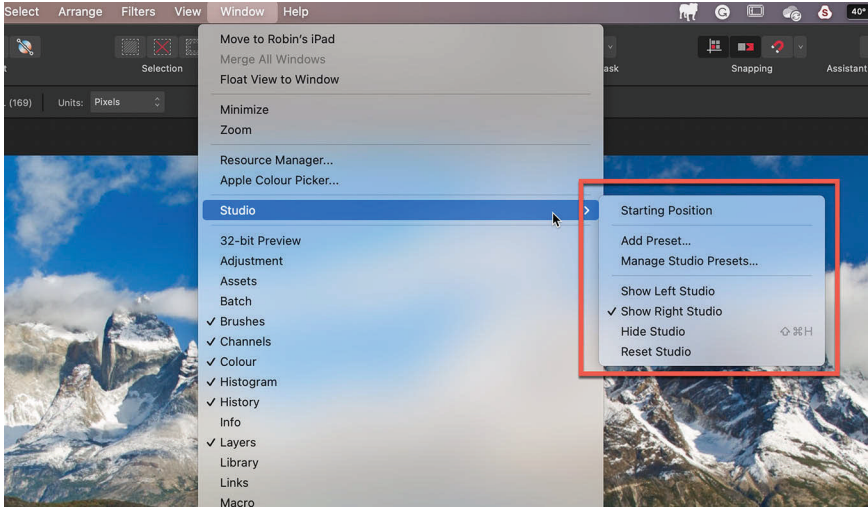 Select Arrange Filters View Window Help
40°
Selection
Snapping
Assistant
(169) Units: Pixels
Move to Robin's iPad
Merge All Windows
Float View to Window
Minimize
Zoom
Resource Manager...
Apple Colour Picker...
Studio
32-bit Preview
Adjustment
Assets
Batch
✓ Brushes
✓ Channels
✓ Colour
✓ Histogram
✓ History
Info
✓ Layers
Library
Links
Macro
Starting Position
Add Preset...
Manage Studio Presets...
Show Left Studio
✓ Show Right Studio
Hide Studio ⇧⌘H
Reset Studio